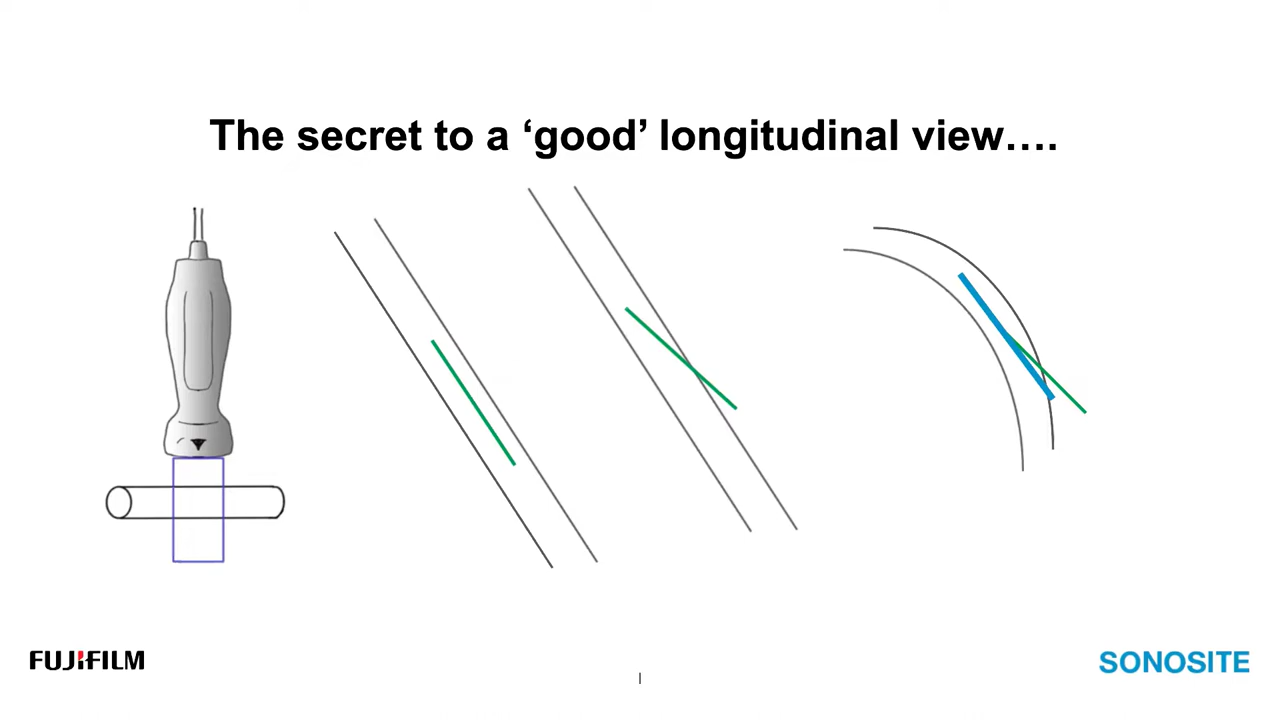 The secret to a ‘good’ longitudinal view….
FUJIFILM
SONOSITE